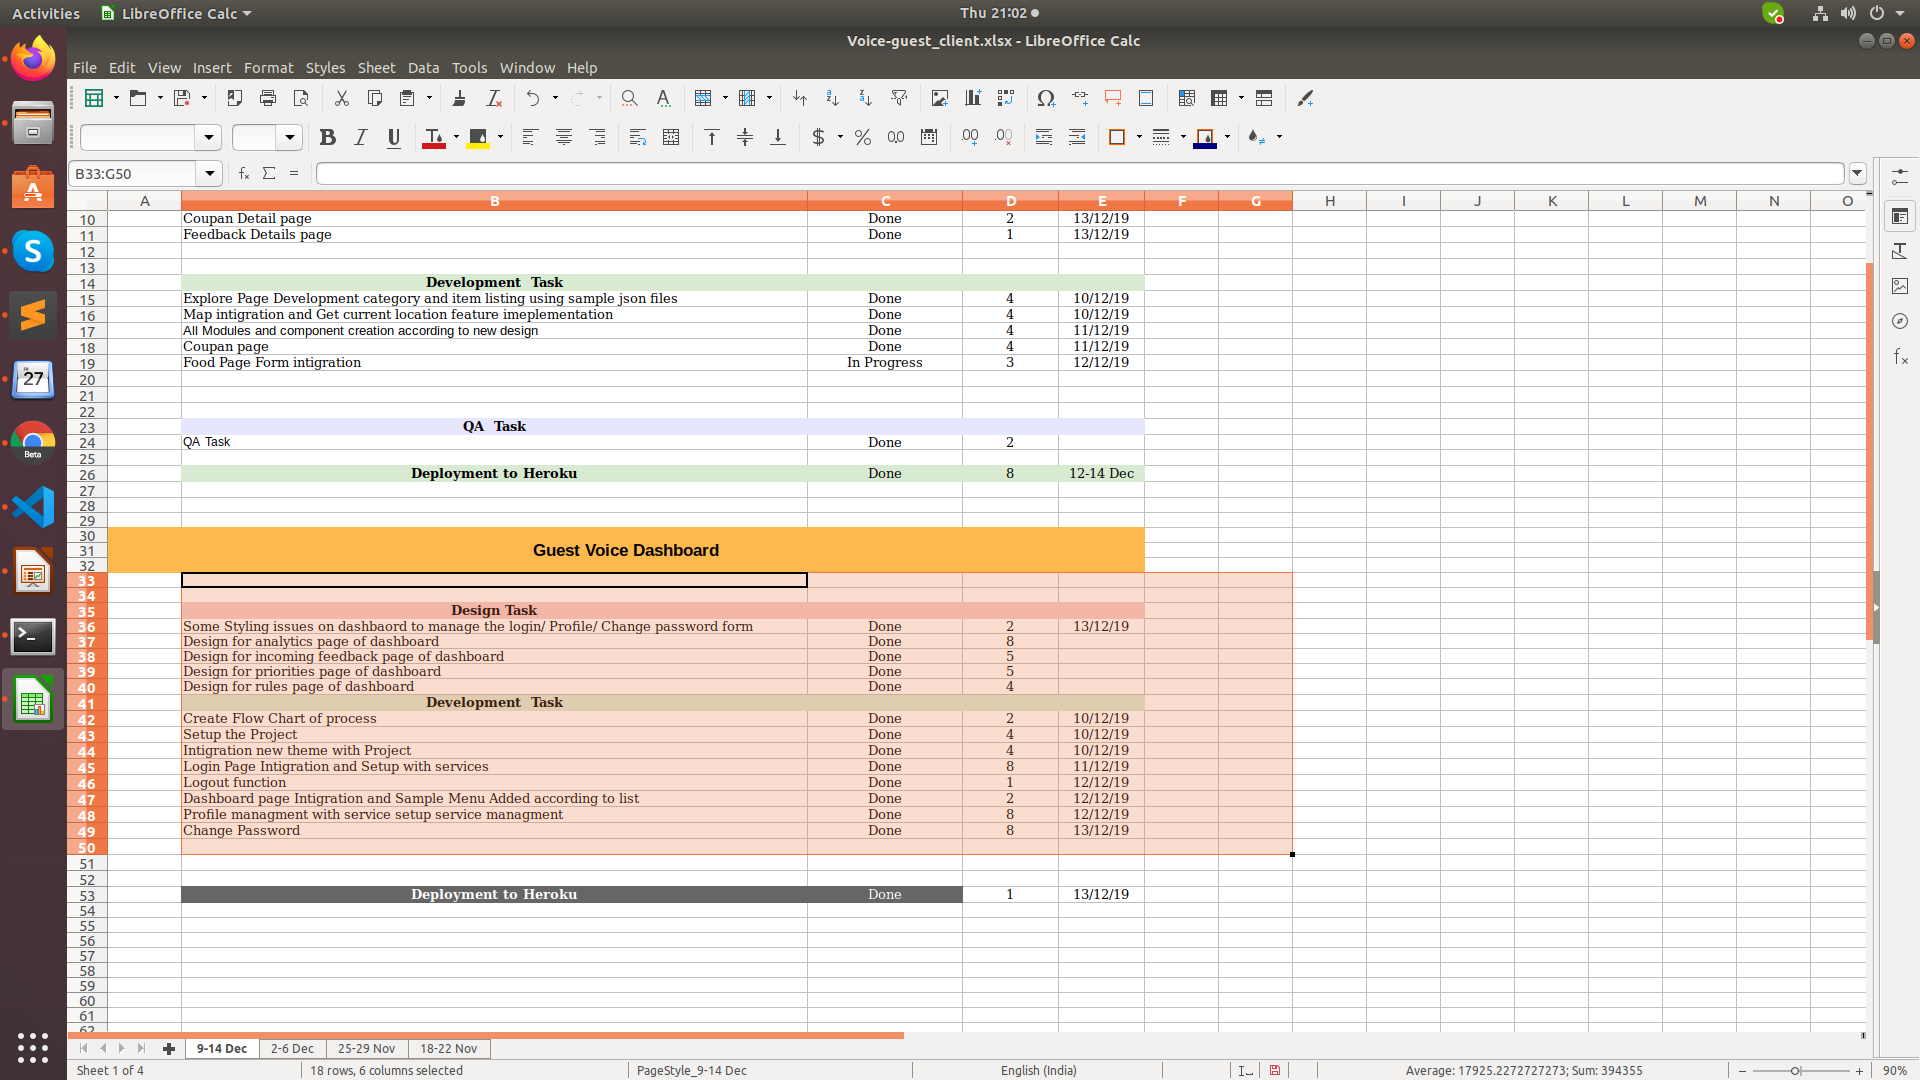 Activities LibreOffice Calc Thu 21:02
Voice-guest_client.xlsx - LibreOffice Calc
File Edit View Insert Format Styles Sheet Data Tools Window Help
B33:G50
A B C D E F G H I J K L M N O
10 Coupan Detail page Done 2 13/12/19
11 Feedback Details page Done 1 13/12/19
12
13
14 Development Task
15 Explore Page Development category and item listing using sample json files Done 4 10/12/19
16 Map intigration and Get current location feature imeplementation Done 4 10/12/19
17 All Modules and component creation according to new design Done 4 11/12/19
18 Coupan page Done 4 11/12/19
19 Food Page Form intigration In Progress 3 12/12/19
20
21
22
23 QA Task
24 QA Task Done 2
25
26 Deployment to Heroku Done 8 12-14 Dec
27
28
29
30
31 Guest Voice Dashboard
32
33
34
35 Design Task
36 Some Styling issues on dashbaord to manage the login/ Profile/ Change password form Done 2 13/12/19
37 Design for analytics page of dashboard Done 8
38 Design for incoming feedback page of dashboard Done 5
39 Design for priorities page of dashboard Done 5
40 Design for rules page of dashboard Done 4
41 Development Task
42 Create Flow Chart of process Done 2 10/12/19
43 Setup the Project Done 4 10/12/19
44 Intigration new theme with Project Done 4 10/12/19
45 Login Page Intigration and Setup with services Done 8 11/12/19
46 Logout function Done 1 12/12/19
47 Dashboard page Intigration and Sample Menu Added according to list Done 2 12/12/19
48 Profile managment with service setup service managment Done 8 12/12/19
49 Change Password Done 8 13/12/19
50
51
52
53 Deployment to Heroku Done 1 13/12/19
54
55
56
57
58
59
60
61
62
27
Beta
9-14 Dec 2-6 Dec 25-29 Nov 18-22 Nov
Sheet 1 of 4 18 rows, 6 columns selected PageStyle_9-14 Dec English (India) Average: 17925.2272727273; Sum: 394355 90%